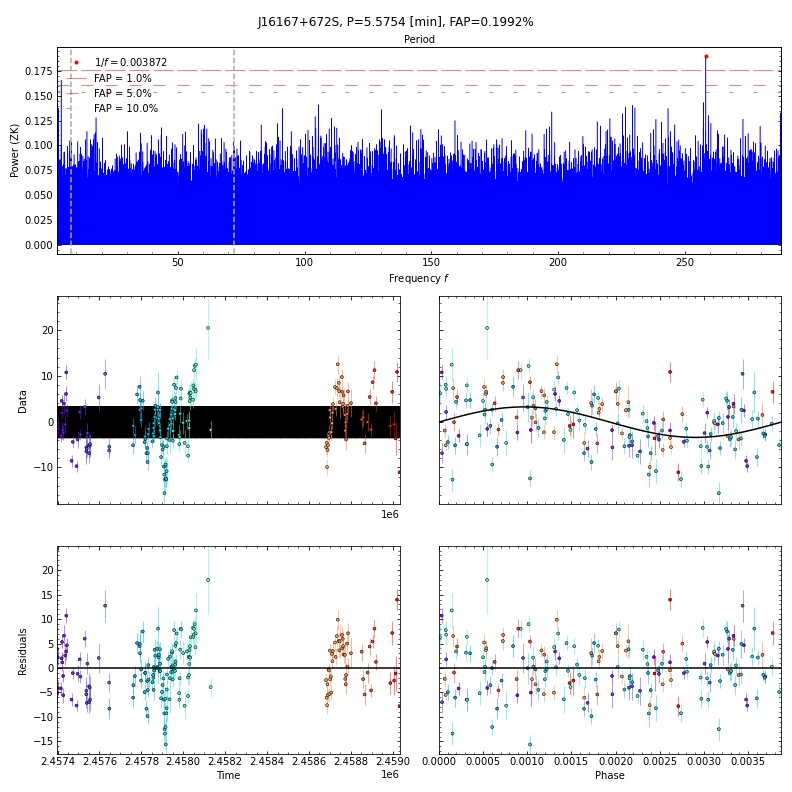 J16167+672S, P=5.5754 [min], FAP=0.1992%
Period
1/f = 0.003872
FAP = 1.0%
FAP = 5.0%
FAP = 10.0%
Power (ZK)
0.175
0.150
0.125
0.100
0.075
0.050
0.025
0.000
50 100 150 200 250
Frequency f
Data
20
10
0
−10
1e6
Residuals
20
15
10
5
0
−5
−10
−15
2.4574 2.4576 2.4578 2.4580 2.4586 2.4588 2.4590
1e6
Time
0.0000 0.0005 0.0010 0.0015 0.0020 0.0025 0.0030 0.0035
Phase